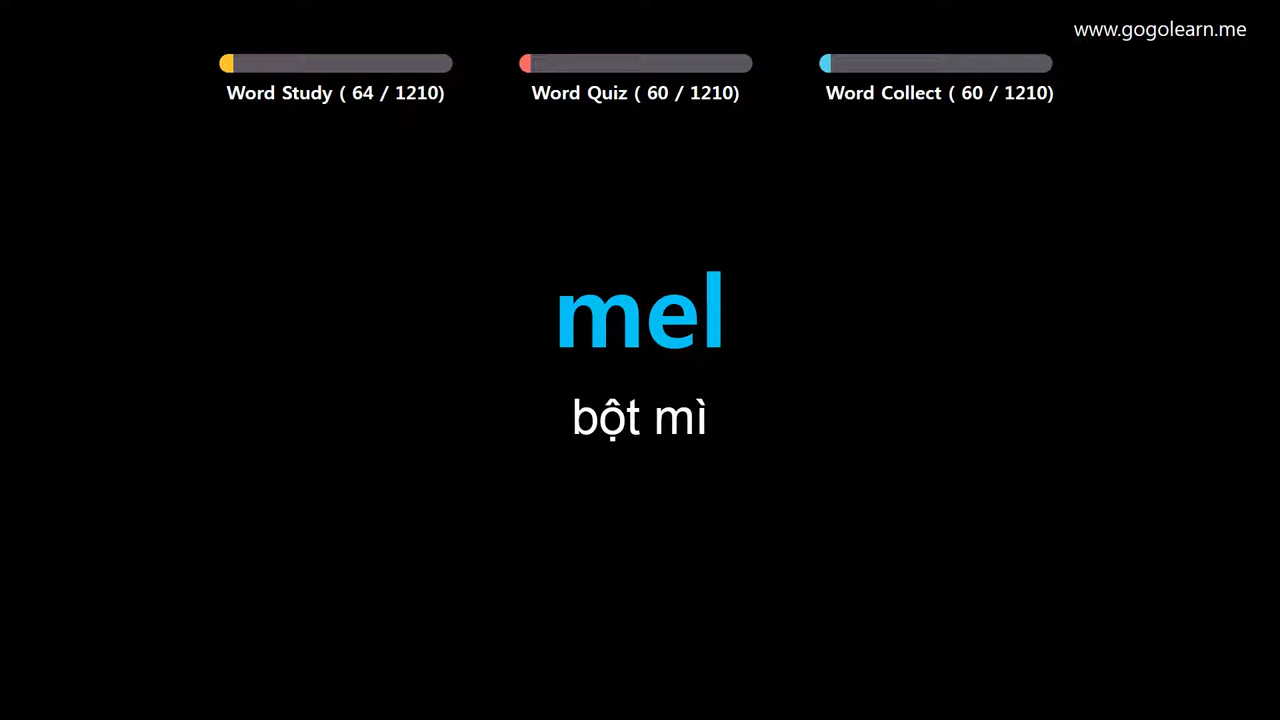 www.gogolearn.me
Word Study ( 64 / 1210)
Word Quiz ( 60 / 1210)
Word Collect ( 60 / 1210)
mel
bột mì